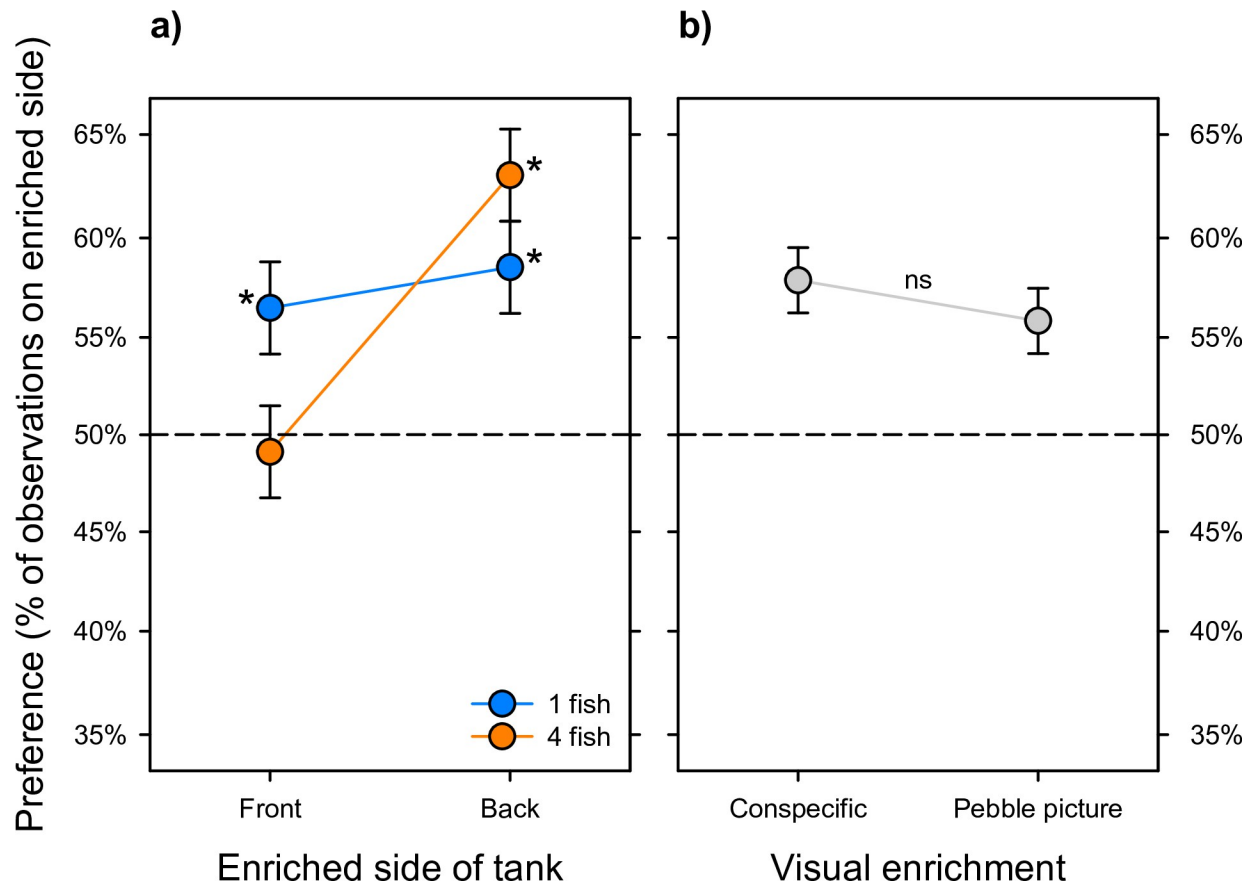 a)
b)
Preference (% of observations on enriched side)
65%
60%
55%
50%
45%
40%
35%
*
*
*
1 fish
4 fish
Front
Back
Enriched side of tank
ns
65%
60%
55%
50%
45%
40%
35%
Conspecific
Pebble picture
Visual enrichment